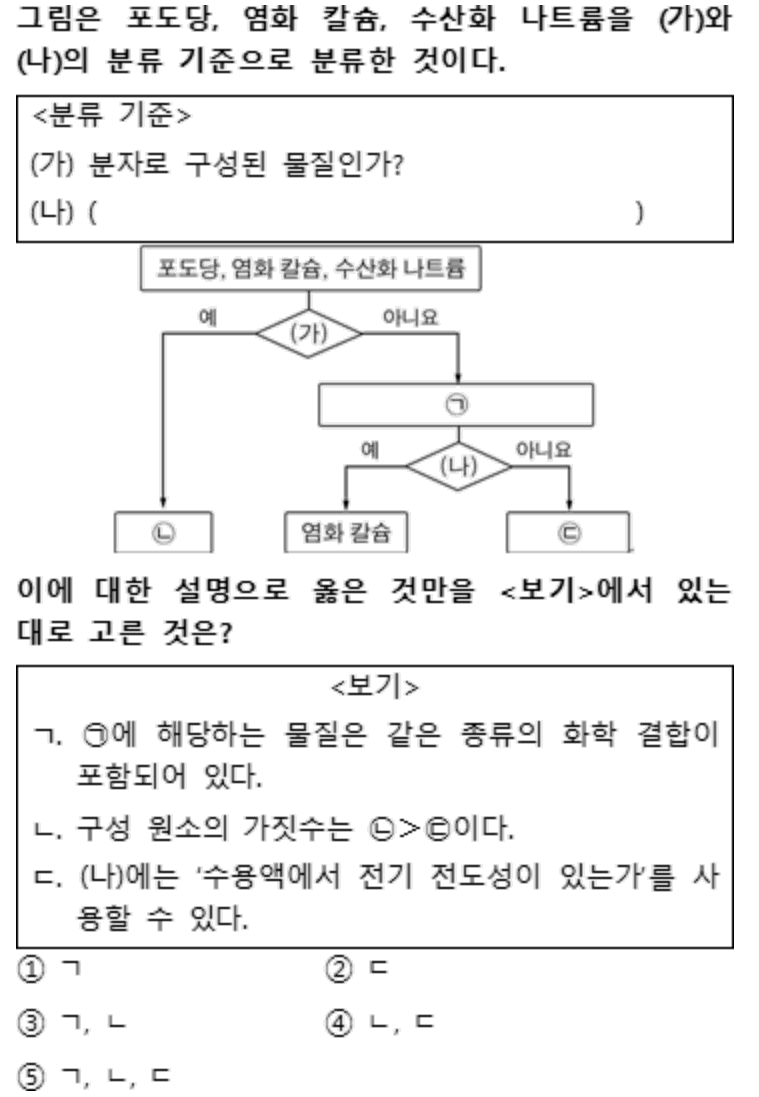 그림은 포도당, 염화 칼슘, 수산화 나트륨을 (가)와
(나)의 분류 기준으로 분류한 것이다.
<분류 기준>
(가) 분자로 구성된 물질인가?
(나) ( )
포도당, 염화 칼슘, 수산화 나트륨
예
(가)
아니요
㉠
예
(나)
아니요
㉡
염화 칼슘
㉢
이에 대한 설명으로 옳은 것만을 <보기>에서 있는
대로 고른 것은?
<보기>
ㄱ. ㉠에 해당하는 물질은 같은 종류의 화학 결합이
포함되어 있다.
ㄴ. 구성 원소의 가짓수는 ㉡>㉢이다.
ㄷ. (나)에는 '수용액에서 전기 전도성이 있는가'를 사
용할 수 있다.
① ㄱ ② ㄷ
③ ㄱ, ㄴ ④ ㄴ, ㄷ
⑤ ㄱ, ㄴ, ㄷ